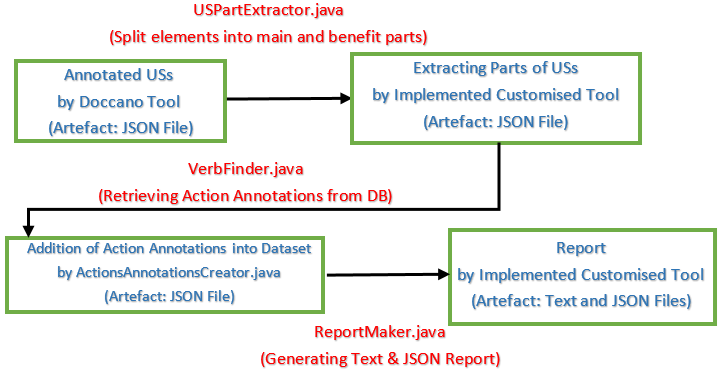 USPartExtractor.java
(Split elements into main and benefit parts)
Annotated USs
by Doccano Tool
(Artefact: JSON File)
Extracting Parts of USs
by Implemented Customised Tool
(Artefact: JSON File)
VerbFinder.java
(Retrieving Action Annotations from DB)
Addition of Action Annotations into Dataset
by ActionsAnnotationsCreator.java
(Artefact: JSON File)
Report
by Implemented Customised Tool
(Artefact: Text and JSON Files)
ReportMaker.java
(Generating Text & JSON Report)